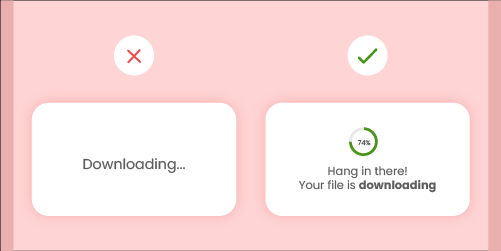 Downloading...
74%
Hang in there!
Your file is downloading